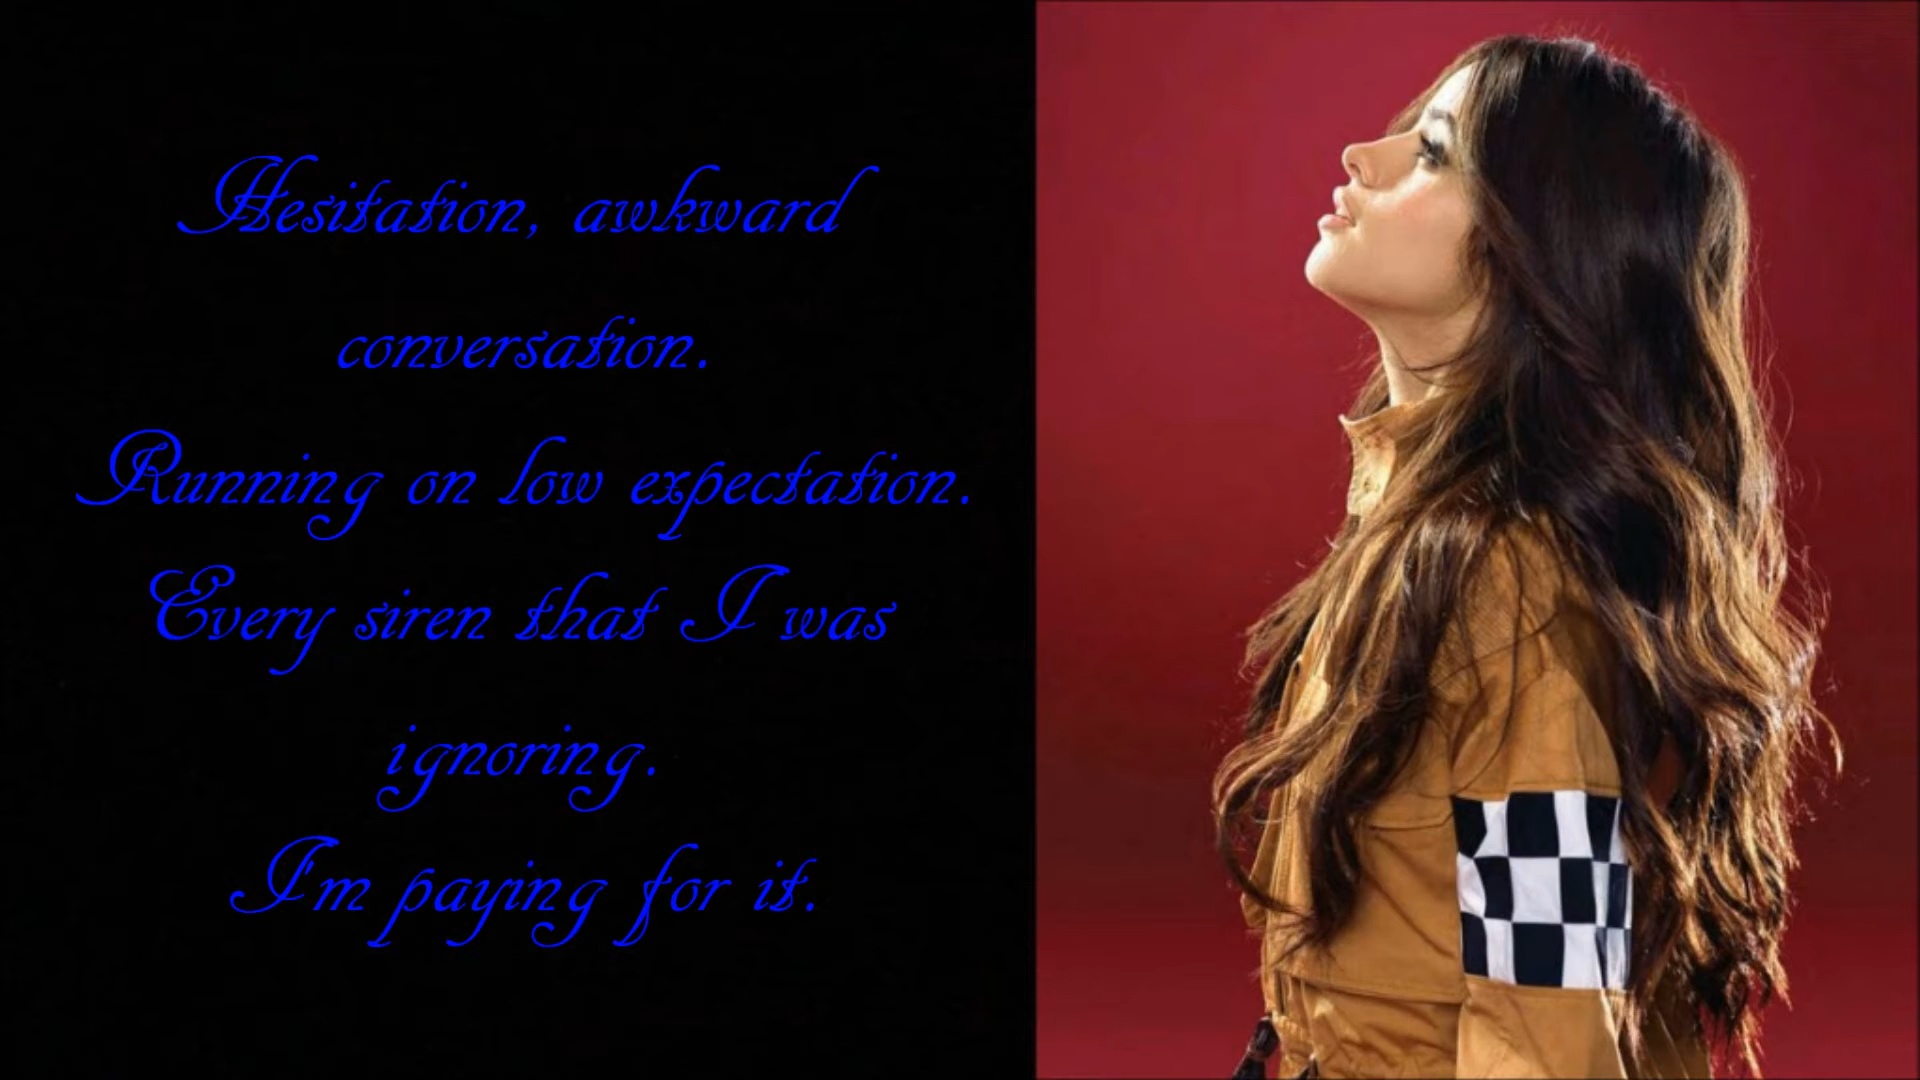 Hesitation, awkward
conversation.
Running on low expectation.
Every siren that I was
ignoring.
I'm paying for it.